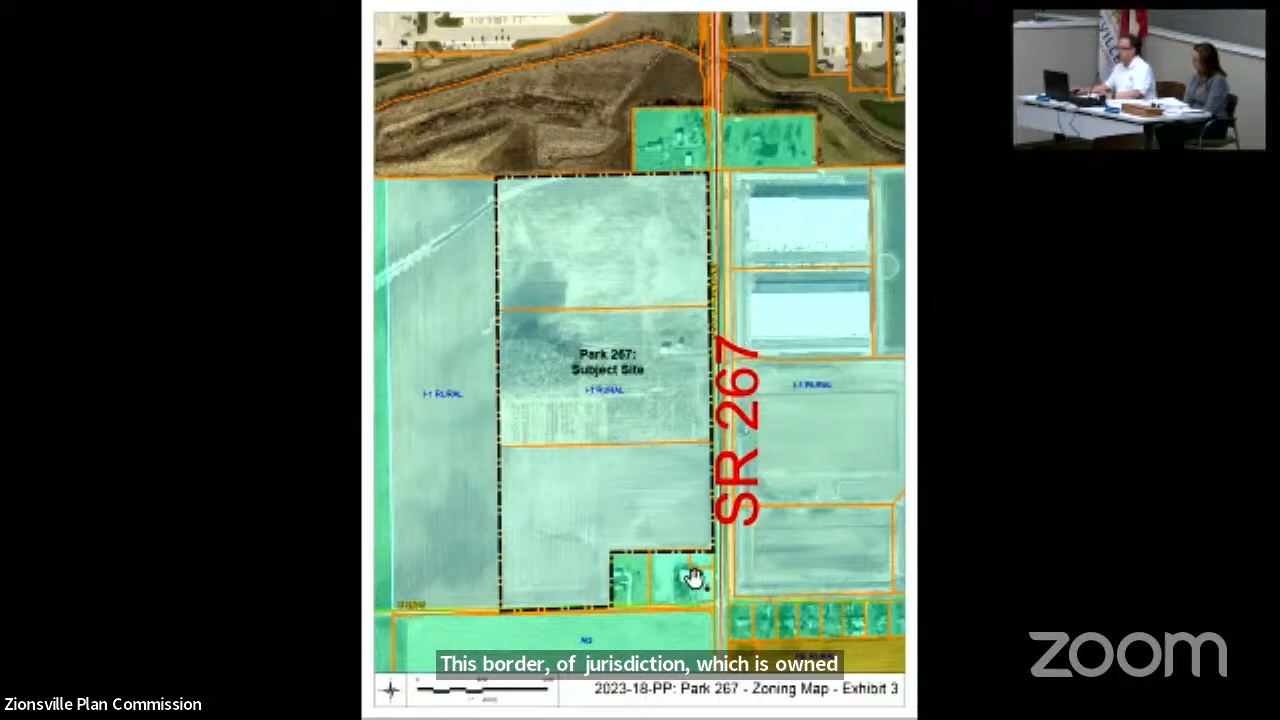 Park 267:
Subject Site
I-1 RURAL
I-1 RURAL
I-1 RURAL
SR 267
AG
This border, of jurisdiction, which is owned
2023-18-PP: Park 267 - Zoning Map - Exhibit 3
zoom
Zionsville Plan Commission